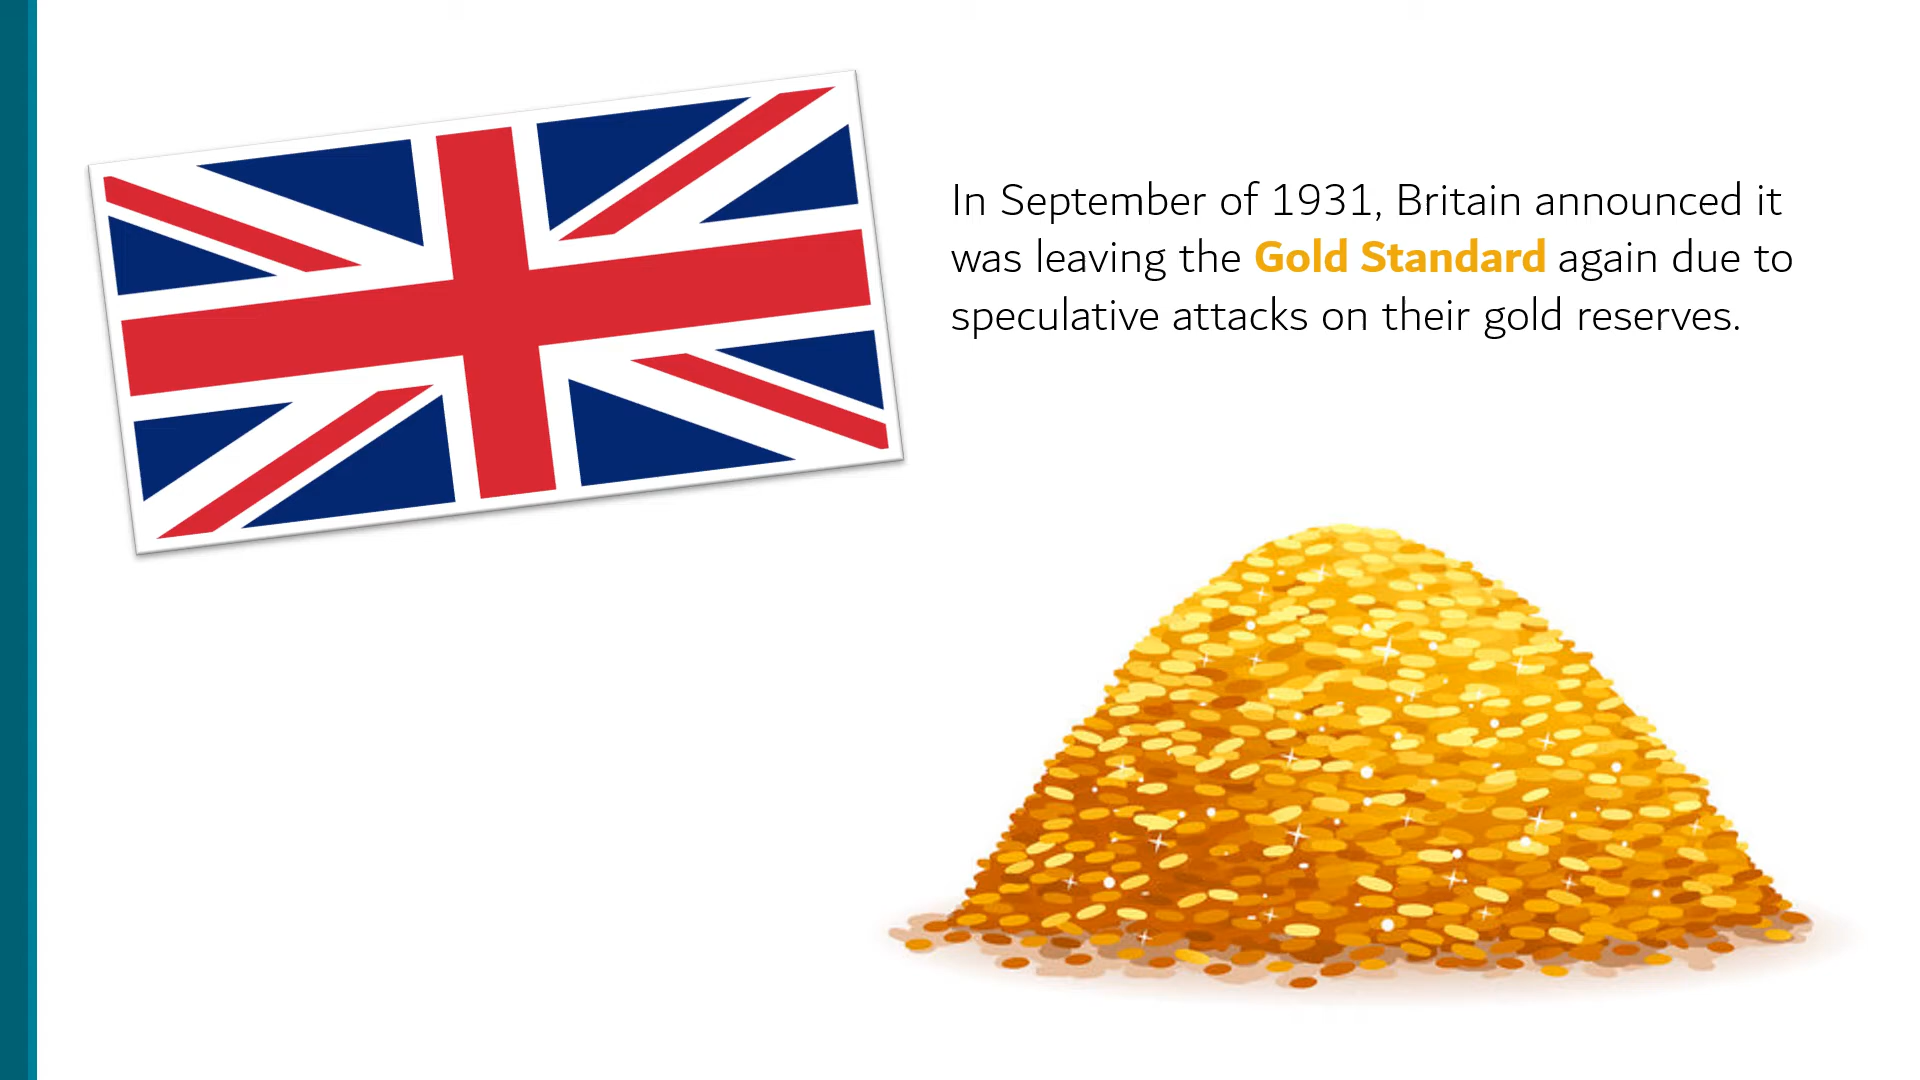 In September of 1931, Britain announced it
was leaving the Gold Standard again due to
speculative attacks on their gold reserves.